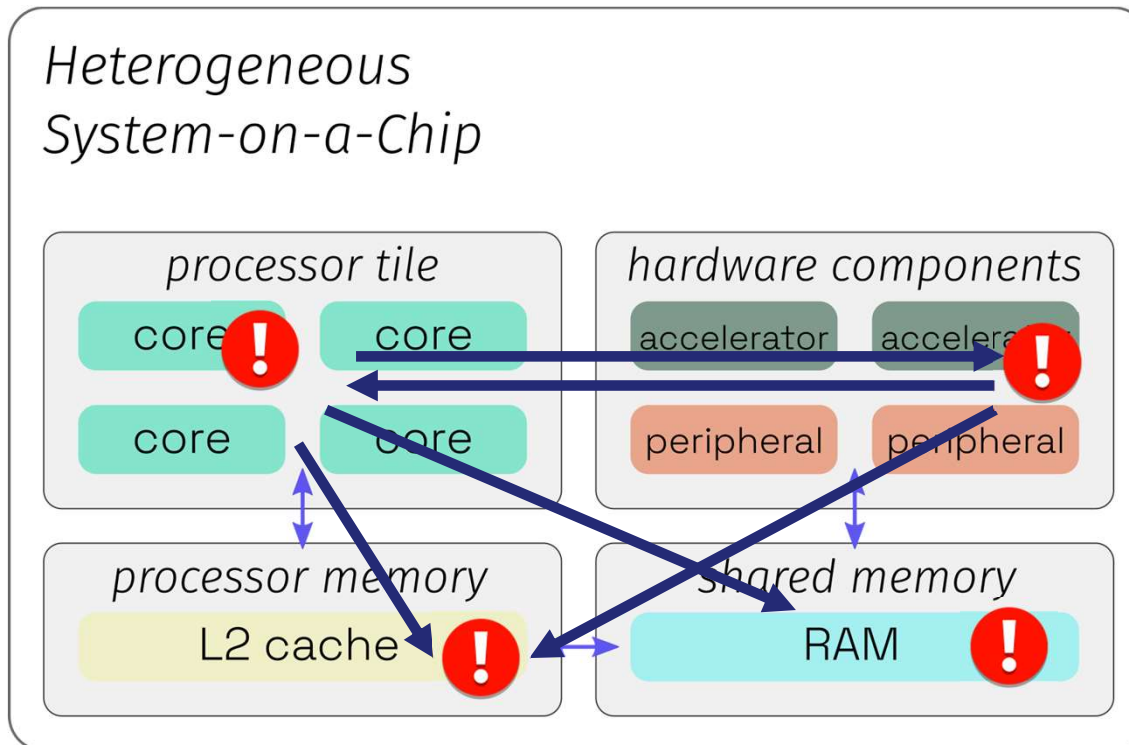 Heterogeneous
System-on-a-Chip
processor tile
core
!
core
core
core
hardware components
accelerator
accelerator
!
peripheral
peripheral
processor memory
L2 cache
!
shared memory
RAM
!